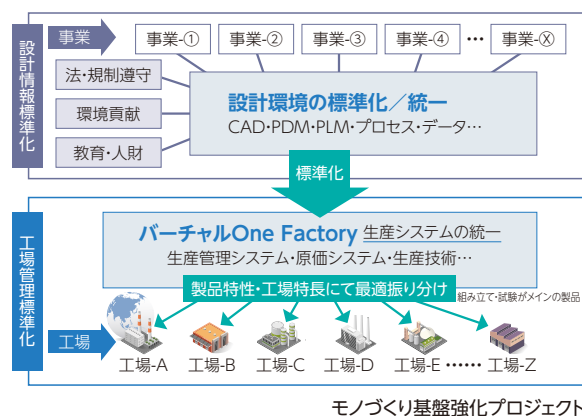 設計情報標準化
事業
事業-①
事業-②
事業-③
事業-④
…
事業-Ⓧ
法・規制遵守
環境貢献
教育・人財
設計環境の標準化／統一
CAD・PDM・PLM・プロセス・データ…
標準化
工場管理標準化
バーチャルOne Factory 生産システムの統一
生産管理システム・原価システム・生産技術…
製品特性・工場特長にて最適振り分け
組み立て・試験がメインの製品
工場
工場-A
工場-B
工場-C
工場-D
工場-E
……
工場-Z
モノづくり基盤強化プロジェクト